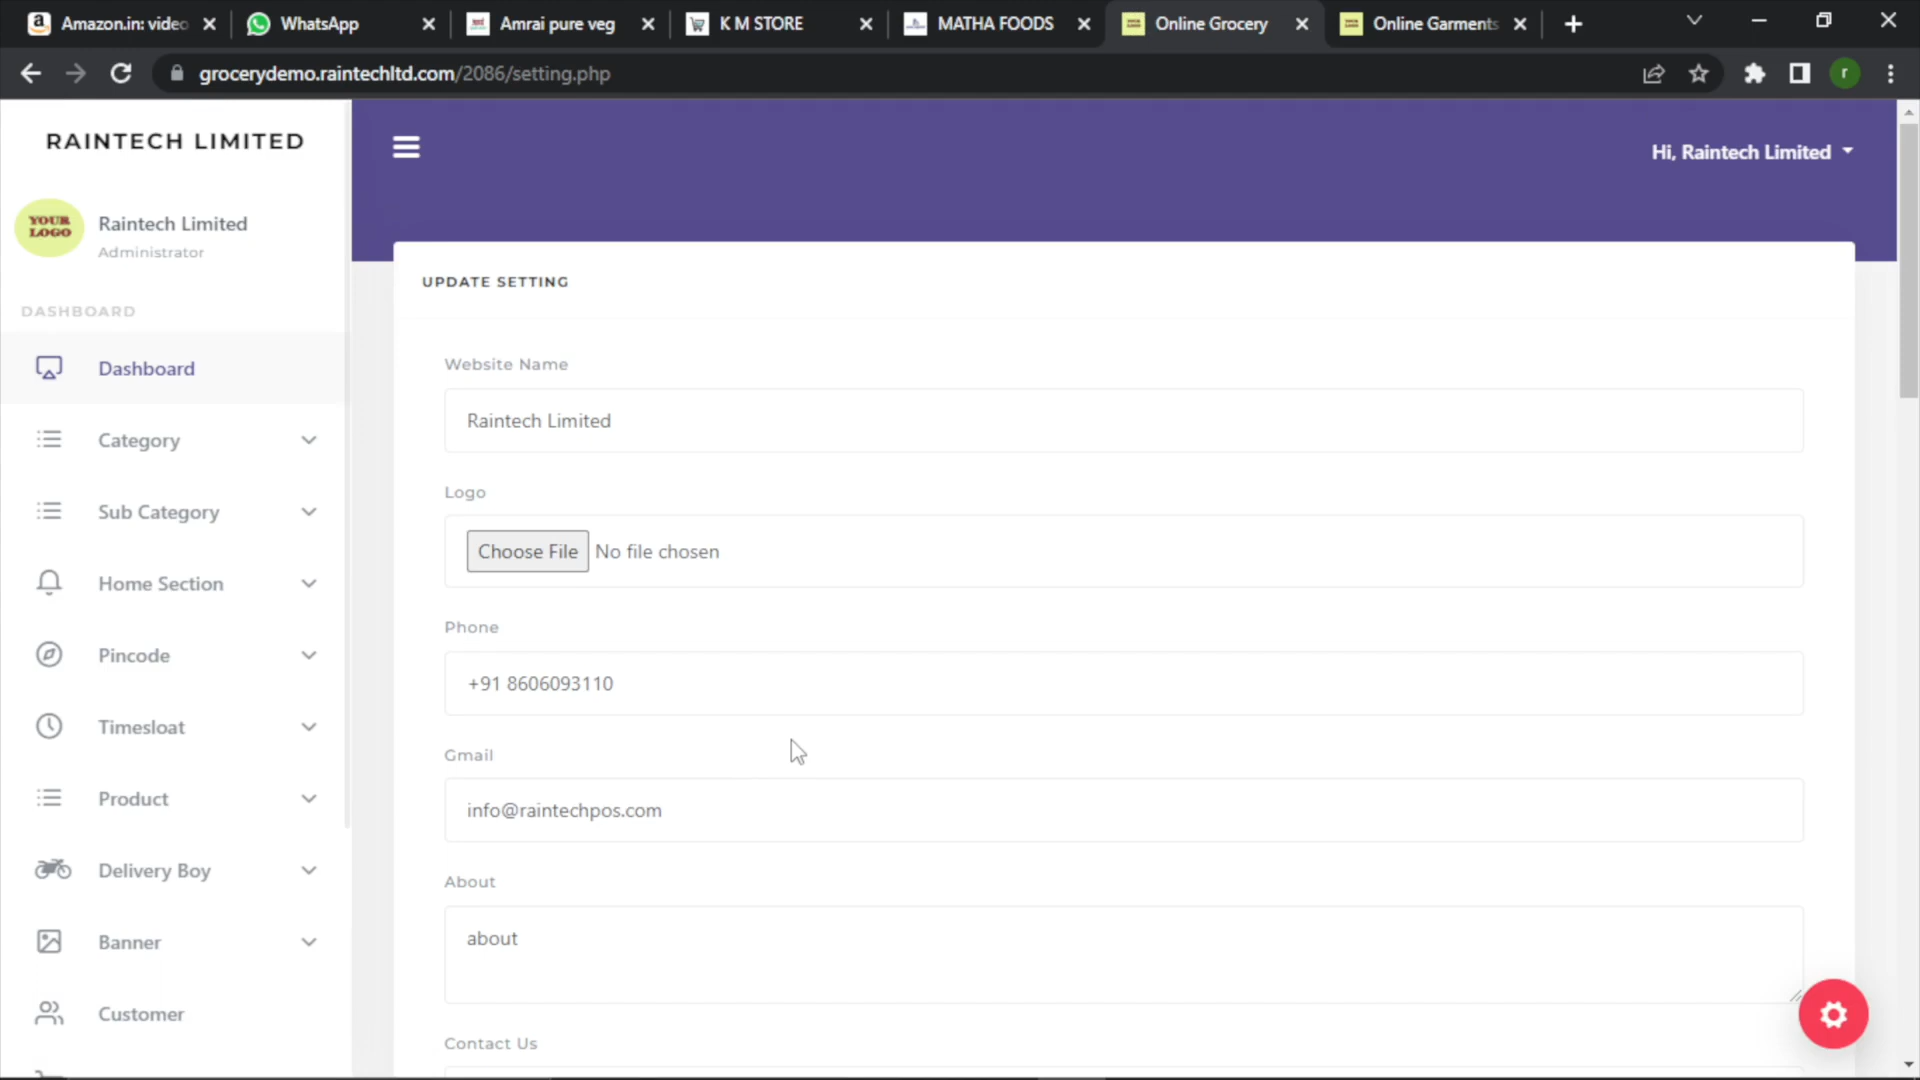 Amazon.in: video
WhatsApp
Amrai pure veg
K M STORE
MATHA FOODS
Online Grocery
Online Garments
grocerydemo.raintechltd.com/2086/setting.php
r
RAINTECH LIMITED
Hi, Raintech Limited
YOUR
LOGO
Raintech Limited
Administrator
DASHBOARD
Dashboard
Category
Sub Category
Home Section
Pincode
Timesloat
Product
Delivery Boy
Banner
Customer
UPDATE SETTING
Website Name
Raintech Limited
Logo
Choose File No file chosen
Phone
+91 8606093110
Gmail
info@raintechpos.com
About
about
Contact Us